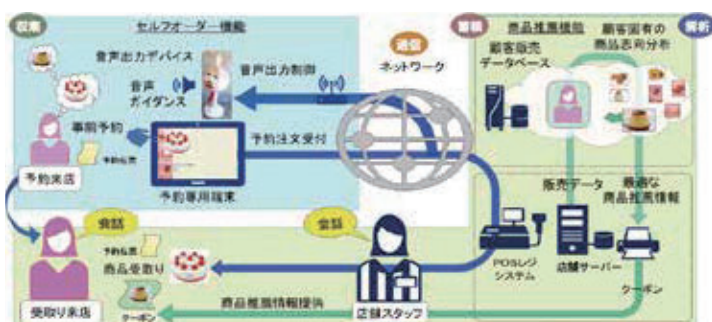 収集
セルフオーダー機能
音声出力デバイス
音声
ガイダンス
音声出力制御
事前予約
予約伝票
予約来店
予約専用端末
予約注文受付
通信
ネットワーク
蓄積
商品推薦機能
解析
顧客販売
データベース
顧客固有の
商品志向分析
販売データ
最適な
商品推薦情報
会話
予約伝票
商品受取り
受取り来店
クーポン
商品推薦情報提供
会話
店舗スタッフ
POSレジ
システム
店舗サーバー
クーポン